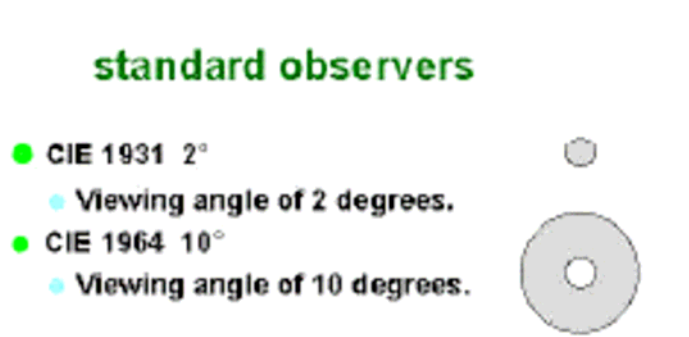 standard observers
CIE 1931 2°
Viewing angle of 2 degrees.
CIE 1964 10°
Viewing angle of 10 degrees.